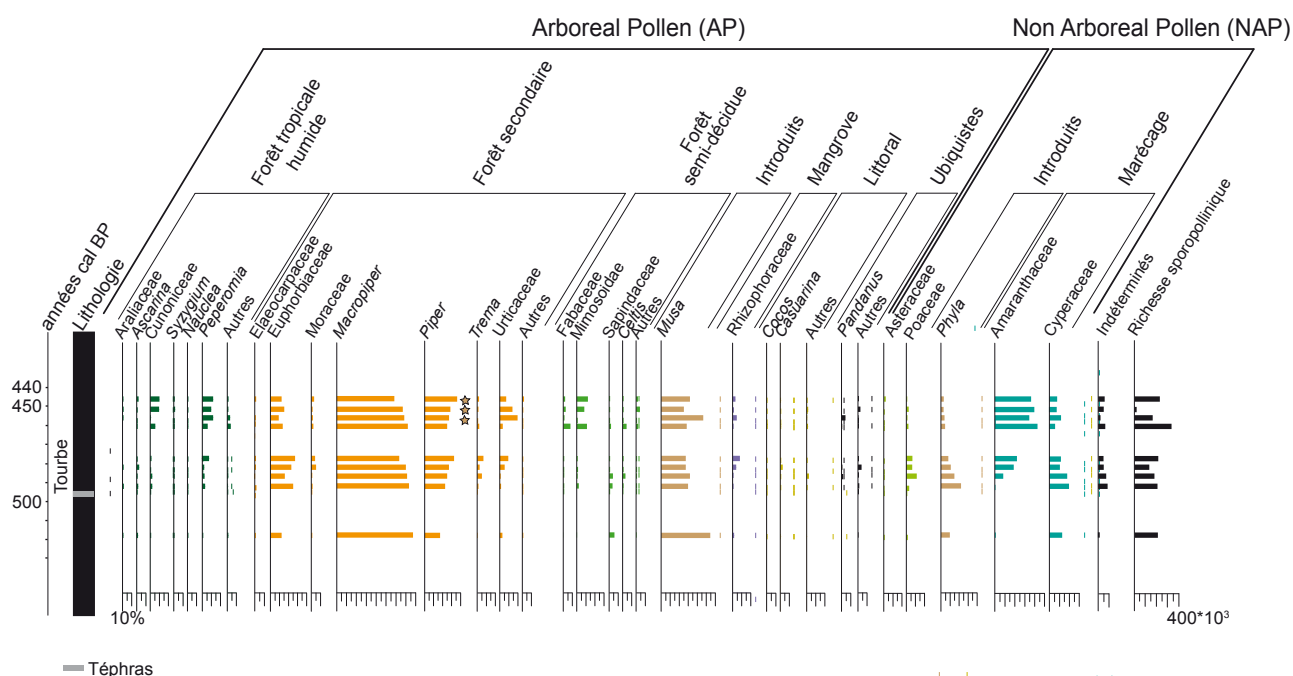 Arboreal Pollen (AP)
Non Arboreal Pollen (NAP)
Forêt tropicale
humide
Forêt secondaire
Forêt
semi-décidue
Introduits
Mangrove
Littoral
Ubiquistes
Introduits
Marécage
années cal BP
Lithologie
Araliaceae
Ascarina
Cunoniceae
Syzygium
Nauclea
Peperomia
Autres
Elaeocarpaceae
Euphorbiaceae
Moraceae
Macropiper
Piper
Trema
Urticaceae
Autres
Fabaceae
Mimosoidae
Sapindaceae
Celtis
Autres
Musa
Rhizophoraceae
Cocos
Casuarina
Autres
Pandanus
Autres
Asteraceae
Poaceae
Phyla
Amaranthaceae
Cyperaceae
Indéterminés
Richesse sporopollinique
440
450
500
Tourbe
10%
400*10³
Téphras